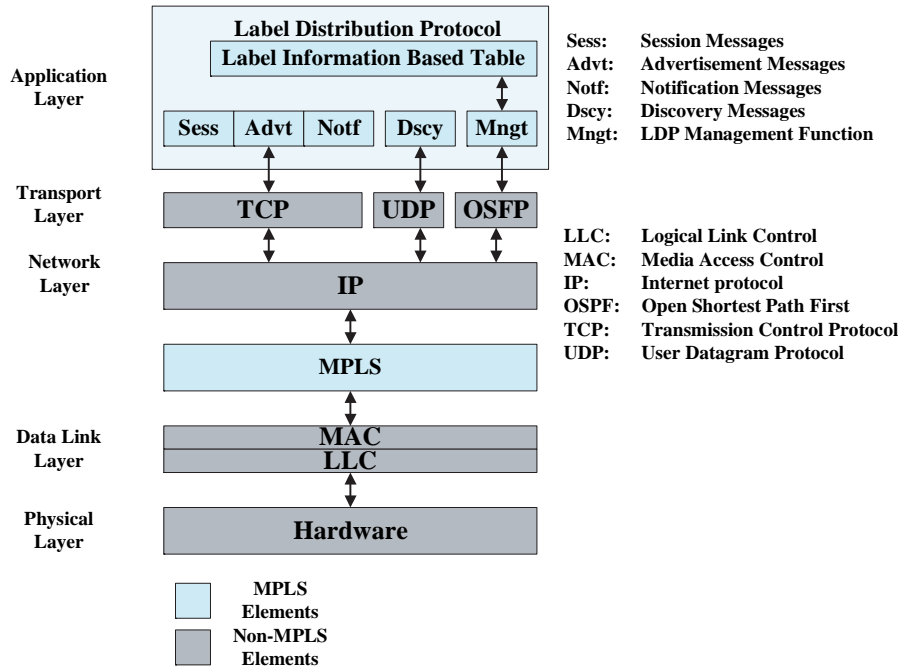 Label Distribution Protocol
Label Information Based Table
Application
Layer
Sess Advt Notf Dscy Mngt
Sess: Session Messages
Advt: Advertisement Messages
Notf: Notification Messages
Dscy: Discovery Messages
Mngt: LDP Management Function
Transport
Layer
TCP UDP OSFP
Network
Layer
IP
LLC: Logical Link Control
MAC: Media Access Control
IP: Internet protocol
OSPF: Open Shortest Path First
TCP: Transmission Control Protocol
UDP: User Datagram Protocol
MPLS
Data Link
Layer
MAC
LLC
Physical
Layer
Hardware
MPLS
Elements
Non-MPLS
Elements